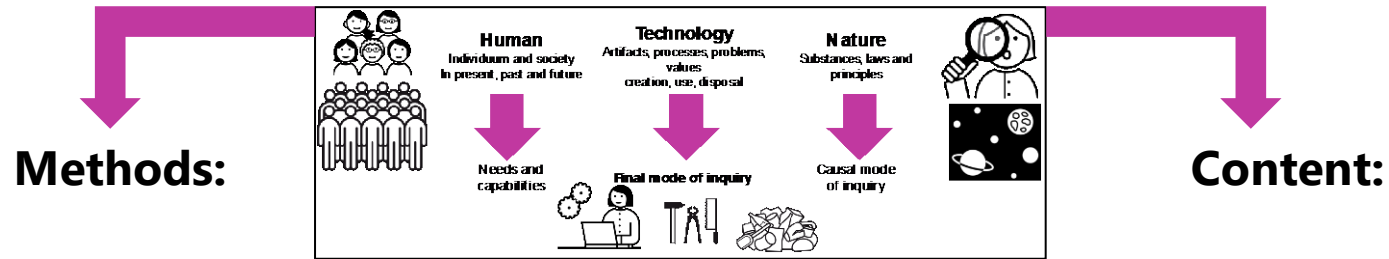 Human
Individuum and society
In present, past and future
Needs and
capabilities
Technology
Artifacts, processes, problems,
values
creation, use, disposal
Final mode of inquiry
Nature
Substances, laws and
principles
Causal mode
of inquiry
Methods:
Content: